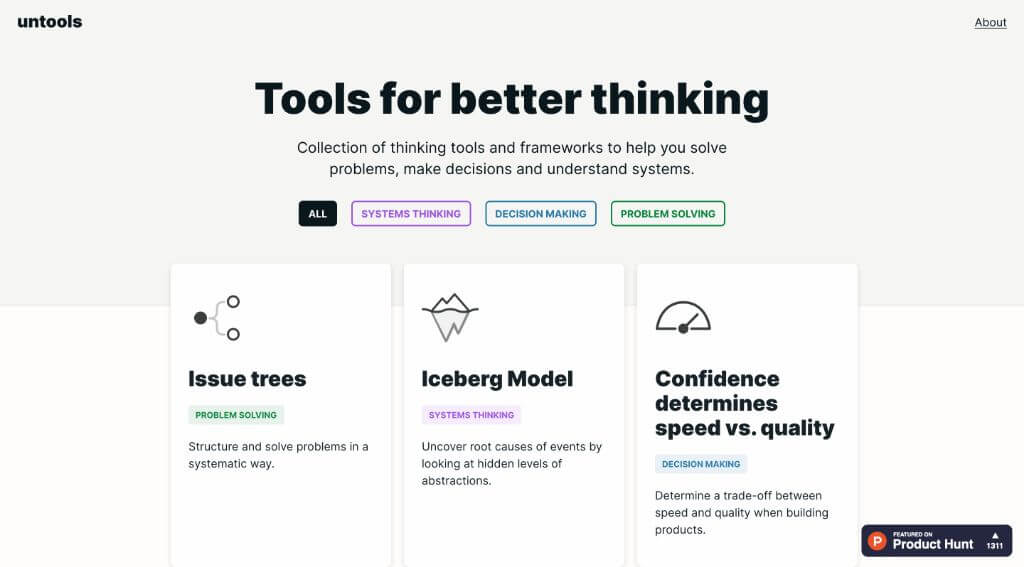 untools
About
Tools for better thinking
Collection of thinking tools and frameworks to help you solve
problems, make decisions and understand systems.
ALL
SYSTEMS THINKING
DECISION MAKING
PROBLEM SOLVING
Issue trees
PROBLEM SOLVING
Structure and solve problems in a
systematic way.
Iceberg Model
SYSTEMS THINKING
Uncover root causes of events by
looking at hidden levels of
abstractions.
Confidence
determines
speed vs. quality
DECISION MAKING
Determine a trade-off between
speed and quality when building
products.
P
FEATURED ON
Product Hunt
1311